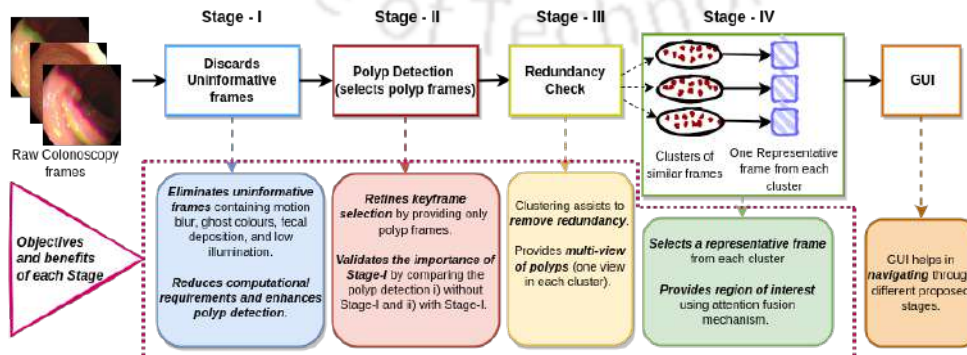 of Technolo
Stage - I
Stage - II
Stage - III
Stage - IV
Discards
Uninformative
frames
Polyp Detection
(selects polyp frames)
Redundancy
Check
GUI
Raw Colonoscopy
frames
Clusters of
similar frames
One Representative
frame from each
cluster
Objectives
and benefits
of each Stage
Eliminates uninformative
frames containing motion
blur, ghost colours, fecal
deposition, and low
illumination.
Reduces computational
requirements and enhances
polyp detection.
Refines keyframe
selection by providing only
polyp frames.
Validates the importance of
Stage-I by comparing the
polyp detection i) without
Stage-I and ii) with Stage-I.
Clustering assists to
remove redundancy.
Provides multi-view
of polyps (one view
in each cluster).
Selects a representative frame
from each cluster
Provides region of interest
using attention fusion
mechanism.
GUI helps in
navigating through
different proposed
stages.